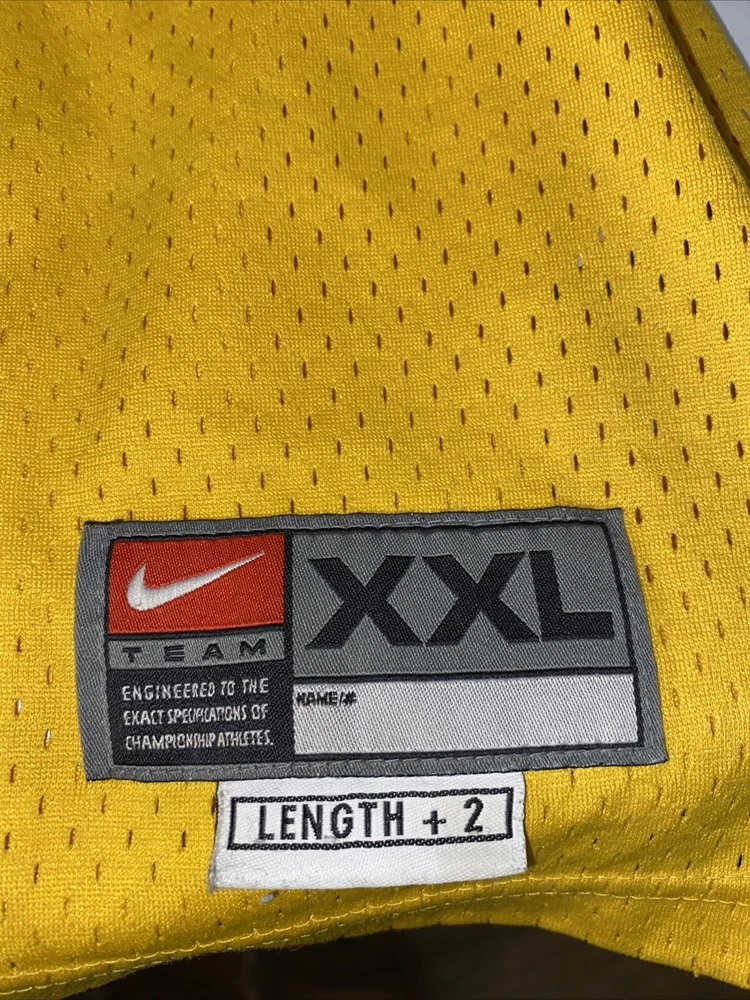 XXL
TEAM
ENGINEERED TO THE
EXACT SPECIFICATIONS OF
CHAMPIONSHIP ATHLETES.
NAME/#
LENGTH + 2